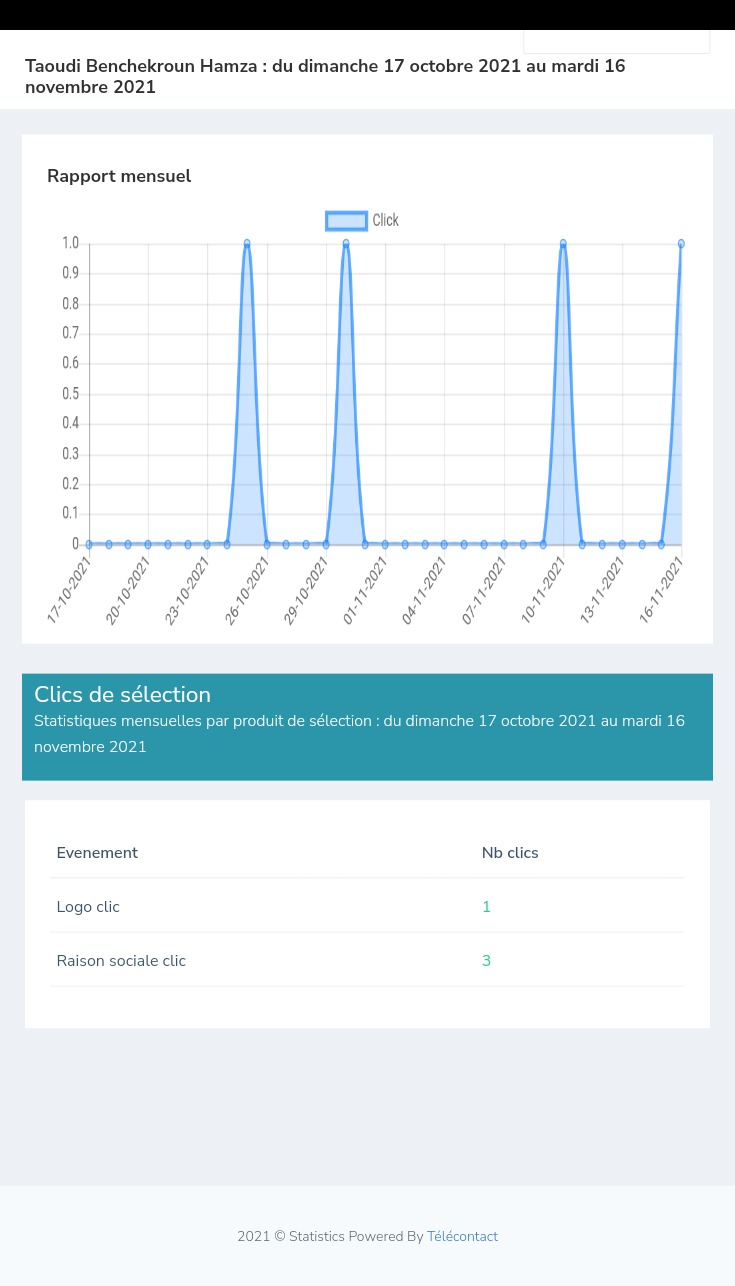 Taoudi Benchekroun Hamza : du dimanche 17 octobre 2021 au mardi 16
novembre 2021
Rapport mensuel
Click
1.0
0.9
0.8
0.7
0.6
0.5
0.4
0.3
0.2
0.1
0
17-10-2021
20-10-2021
23-10-2021
26-10-2021
29-10-2021
01-11-2021
04-11-2021
07-11-2021
10-11-2021
13-11-2021
16-11-2021
Clics de sélection
Statistiques mensuelles par produit de sélection : du dimanche 17 octobre 2021 au mardi 16
novembre 2021
Evenement Nb clics
Logo clic 1
Raison sociale clic 3
2021 © Statistics Powered By Télécontact